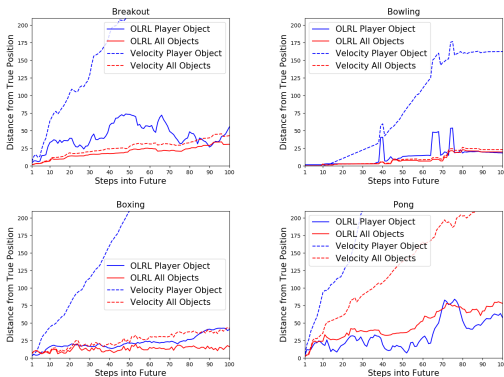 Breakout
Distance from True Position
200
175
150
125
100
75
50
25
0
OLRL Player Object
OLRL All Objects
Velocity Player Object
Velocity All Objects
1 10 20 30 40 50 60 70 80 90 100
Steps into Future
Bowling
Distance from True Position
200
175
150
125
100
75
50
25
0
OLRL Player Object
OLRL All Objects
Velocity Player Object
Velocity All Objects
1 10 20 30 40 50 60 70 80 90 100
Steps into Future
Boxing
Distance from True Position
200
175
150
125
100
75
50
25
0
OLRL Player Object
OLRL All Objects
Velocity Player Object
Velocity All Objects
1 10 20 30 40 50 60 70 80 90 100
Steps into Future
Pong
Distance from True Position
200
175
150
125
100
75
50
25
0
OLRL Player Object
OLRL All Objects
Velocity Player Object
Velocity All Objects
1 10 20 30 40 50 60 70 80 90 100
Steps into Future